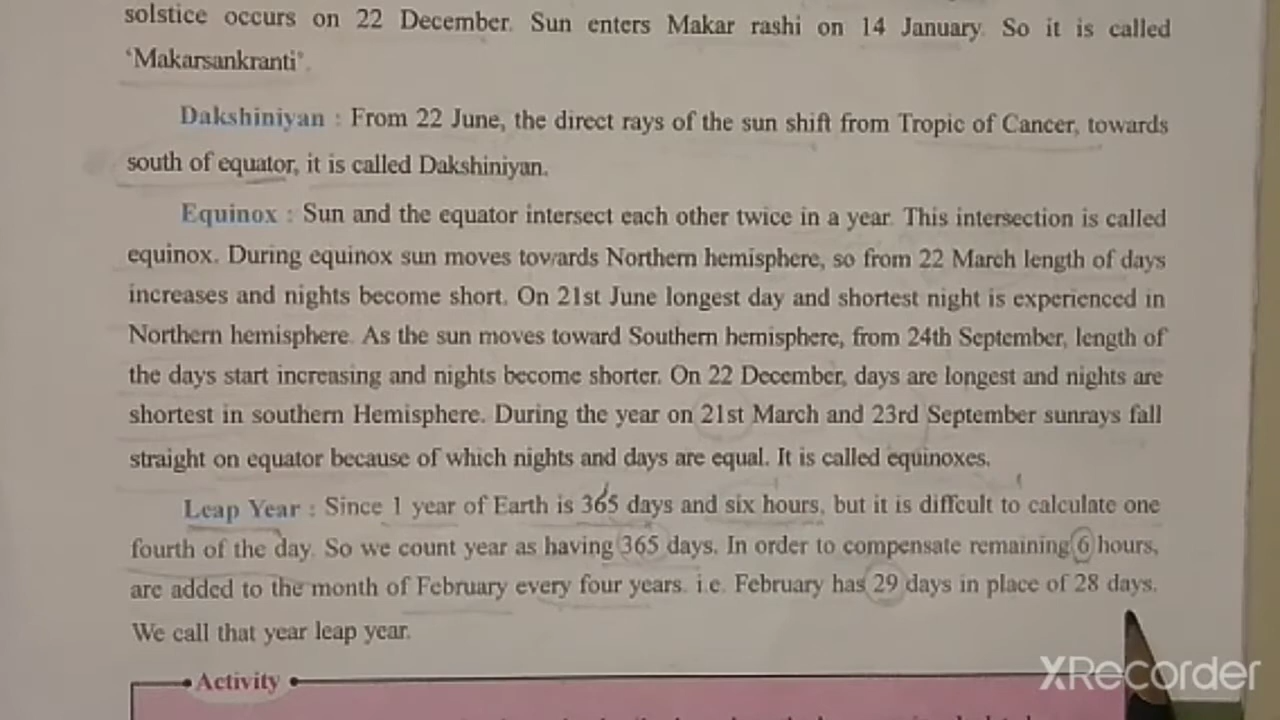 solstice occurs on 22 December. Sun enters Makar rashi on 14 January. So it is called
'Makarsankranti'.
Dakshiniyan : From 22 June, the direct rays of the sun shift from Tropic of Cancer, towards
south of equator, it is called Dakshiniyan.
Equinox : Sun and the equator intersect each other twice in a year. This intersection is called
equinox. During equinox sun moves towards Northern hemisphere, so from 22 March length of days
increases and nights become short. On 21st June longest day and shortest night is experienced in
Northern hemisphere. As the sun moves toward Southern hemisphere, from 24th September, length of
the days start increasing and nights become shorter. On 22 December, days are longest and nights are
shortest in southern Hemisphere. During the year on 21st March and 23rd September sunrays fall
straight on equator because of which nights and days are equal. It is called equinoxes.
Leap Year : Since 1 year of Earth is 365 days and six hours, but it is diffcult to calculate one
fourth of the day. So we count year as having 365 days. In order to compensate remaining 6 hours,
are added to the month of February every four years. i.e. February has 29 days in place of 28 days.
We call that year leap year.
Activity
XRecorder